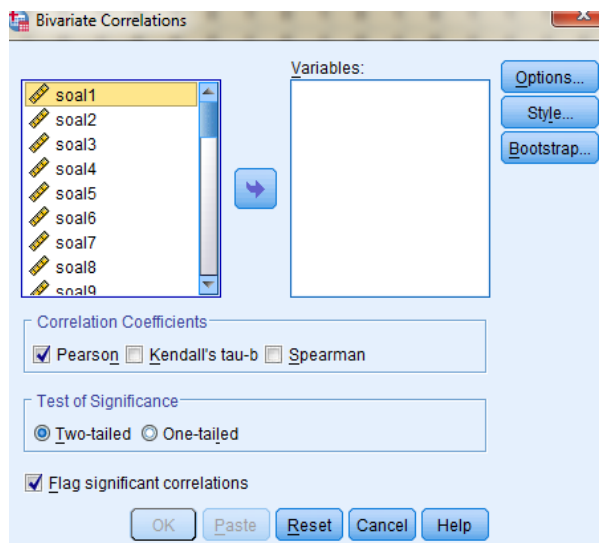 Bivariate Correlations
Variables:
soal1
soal2
soal3
soal4
soal5
soal6
soal7
soal8
soal9
Options...
Style...
Bootstrap...
Correlation Coefficients
Pearson Kendall's tau-b Spearman
Test of Significance
Two-tailed One-tailed
Flag significant correlations
OK Paste Reset Cancel Help